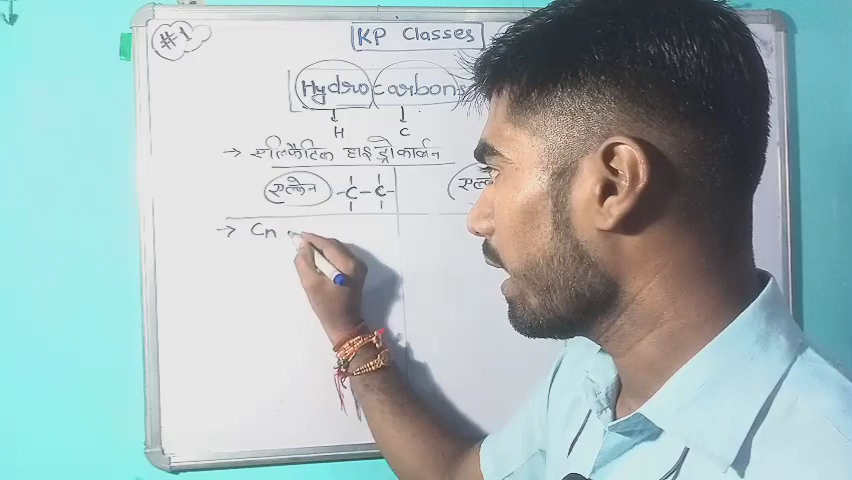 #1
KP Classes
Hydrocarbon
H C
→ एलिफैटिक हाइड्रोकार्बन
एल्केन -C-C-
→ Cn